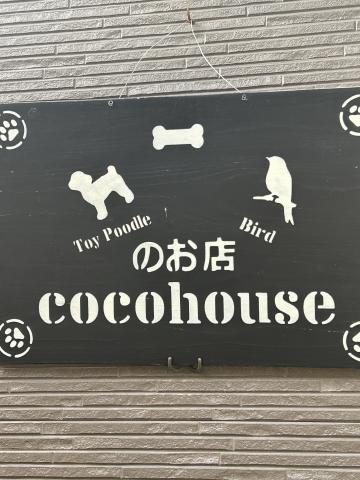 Toy Poodle
Bird
のお店
cocohouse